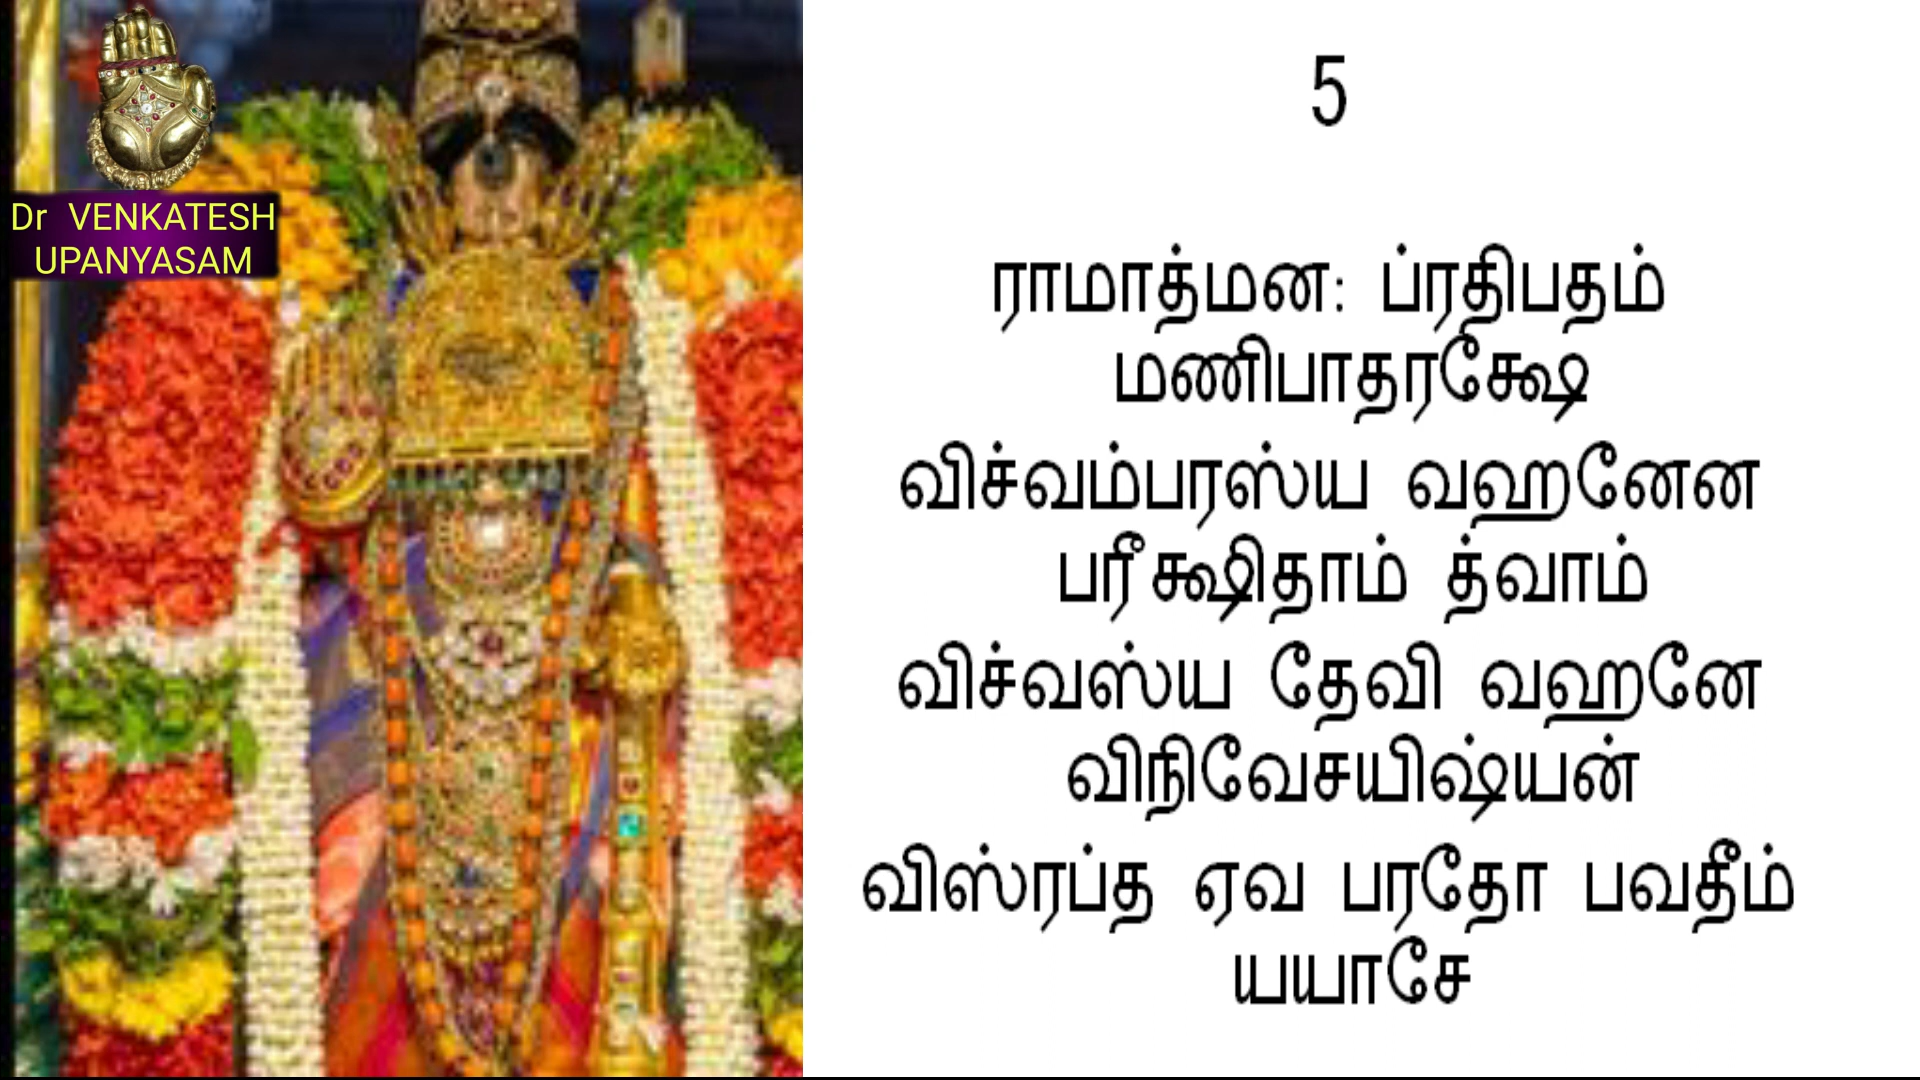 Dr VENKATESH
UPANYASAM
5
ராமாத்மன: ப்ரதிபதம்
மணிபாதரக்ஷே
விச்வம்பரஸ்ய வஹனேன
பரீக்ஷிதாம் த்வாம்
விச்வஸ்ய தேவி வஹனே
விநிவேசயிஷ்யன்
விஸ்ரப்த ஏவ பரதோ பவதீம்
யயாசே